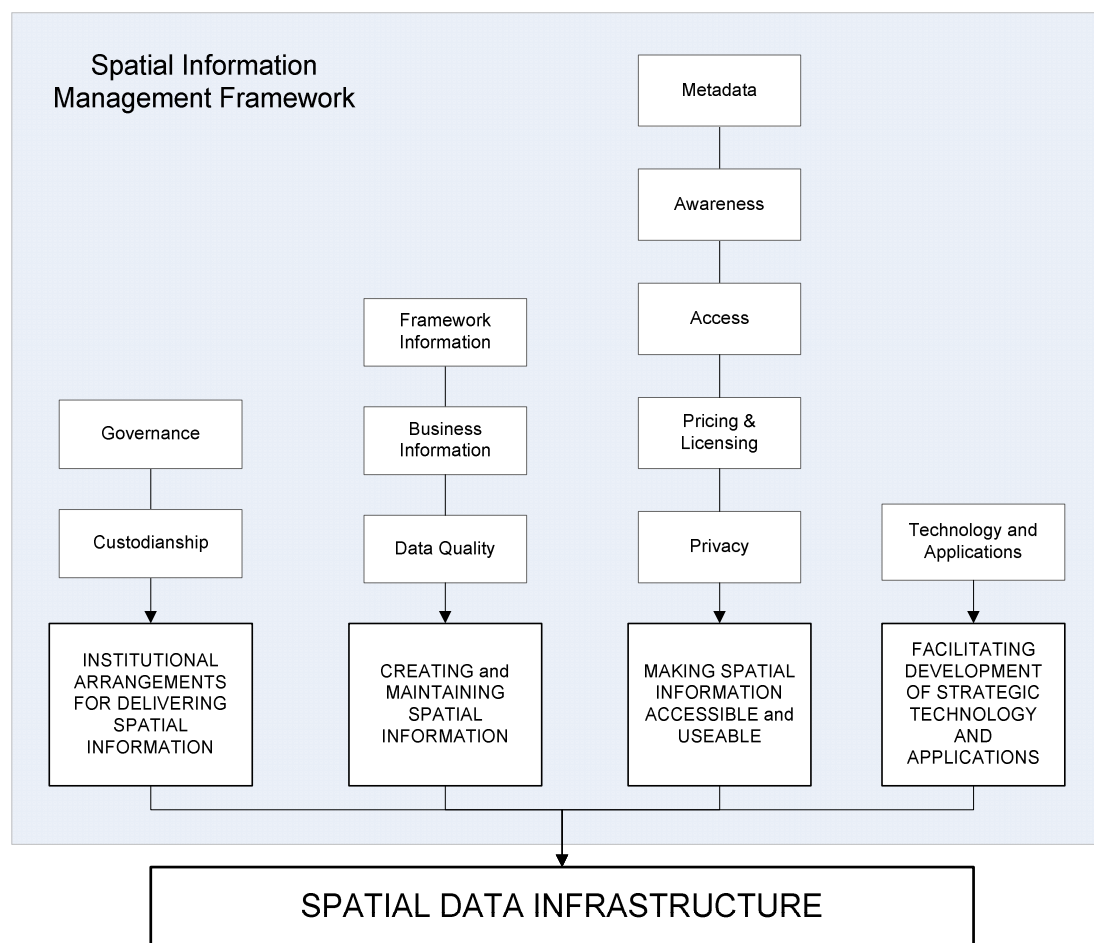 Spatial Information
Management Framework
Metadata
Awareness
Access
Pricing &
Licensing
Privacy
Framework
Information
Business
Information
Data Quality
Governance
Custodianship
Technology and
Applications
INSTITUTIONAL
ARRANGEMENTS
FOR DELIVERING
SPATIAL
INFORMATION
CREATING and
MAINTAINING
SPATIAL
INFORMATION
MAKING SPATIAL
INFORMATION
ACCESSIBLE and
USEABLE
FACILITATING
DEVELOPMENT
OF STRATEGIC
TECHNOLOGY
AND
APPLICATIONS
SPATIAL DATA INFRASTRUCTURE